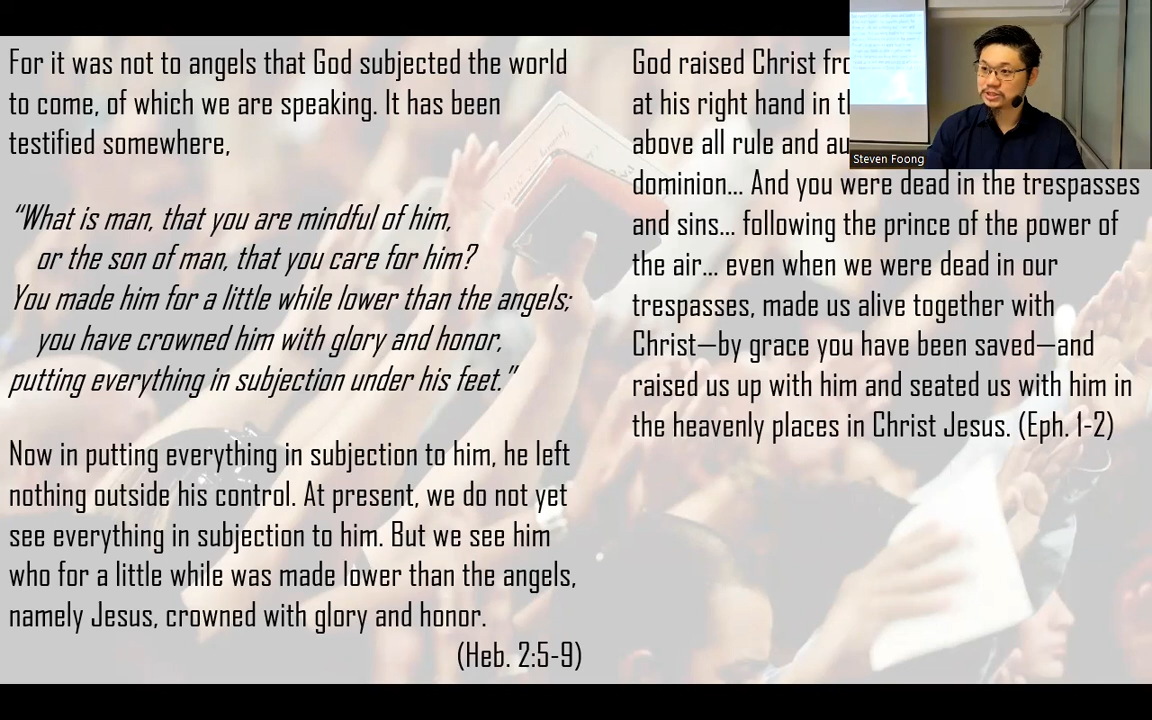 For it was not to angels that God subjected the world
to come, of which we are speaking. It has been
testified somewhere,
“What is man, that you are mindful of him,
or the son of man, that you care for him?
You made him for a little while lower than the angels;
you have crowned him with glory and honor,
putting everything in subjection under his feet.”
Now in putting everything in subjection to him, he left
nothing outside his control. At present, we do not yet
see everything in subjection to him. But we see him
who for a little while was made lower than the angels,
namely Jesus, crowned with glory and honor.
(Heb. 2:5-9)
God raised Christ
at his right hand in
above all rule and
dominion... And you were dead in the trespasses
and sins... following the prince of the power of
the air... even when we were dead in our
trespasses, made us alive together with
Christ—by grace you have been saved—and
raised us up with him and seated us with him in
the heavenly places in Christ Jesus. (Eph. 1-2)
Steven Foong